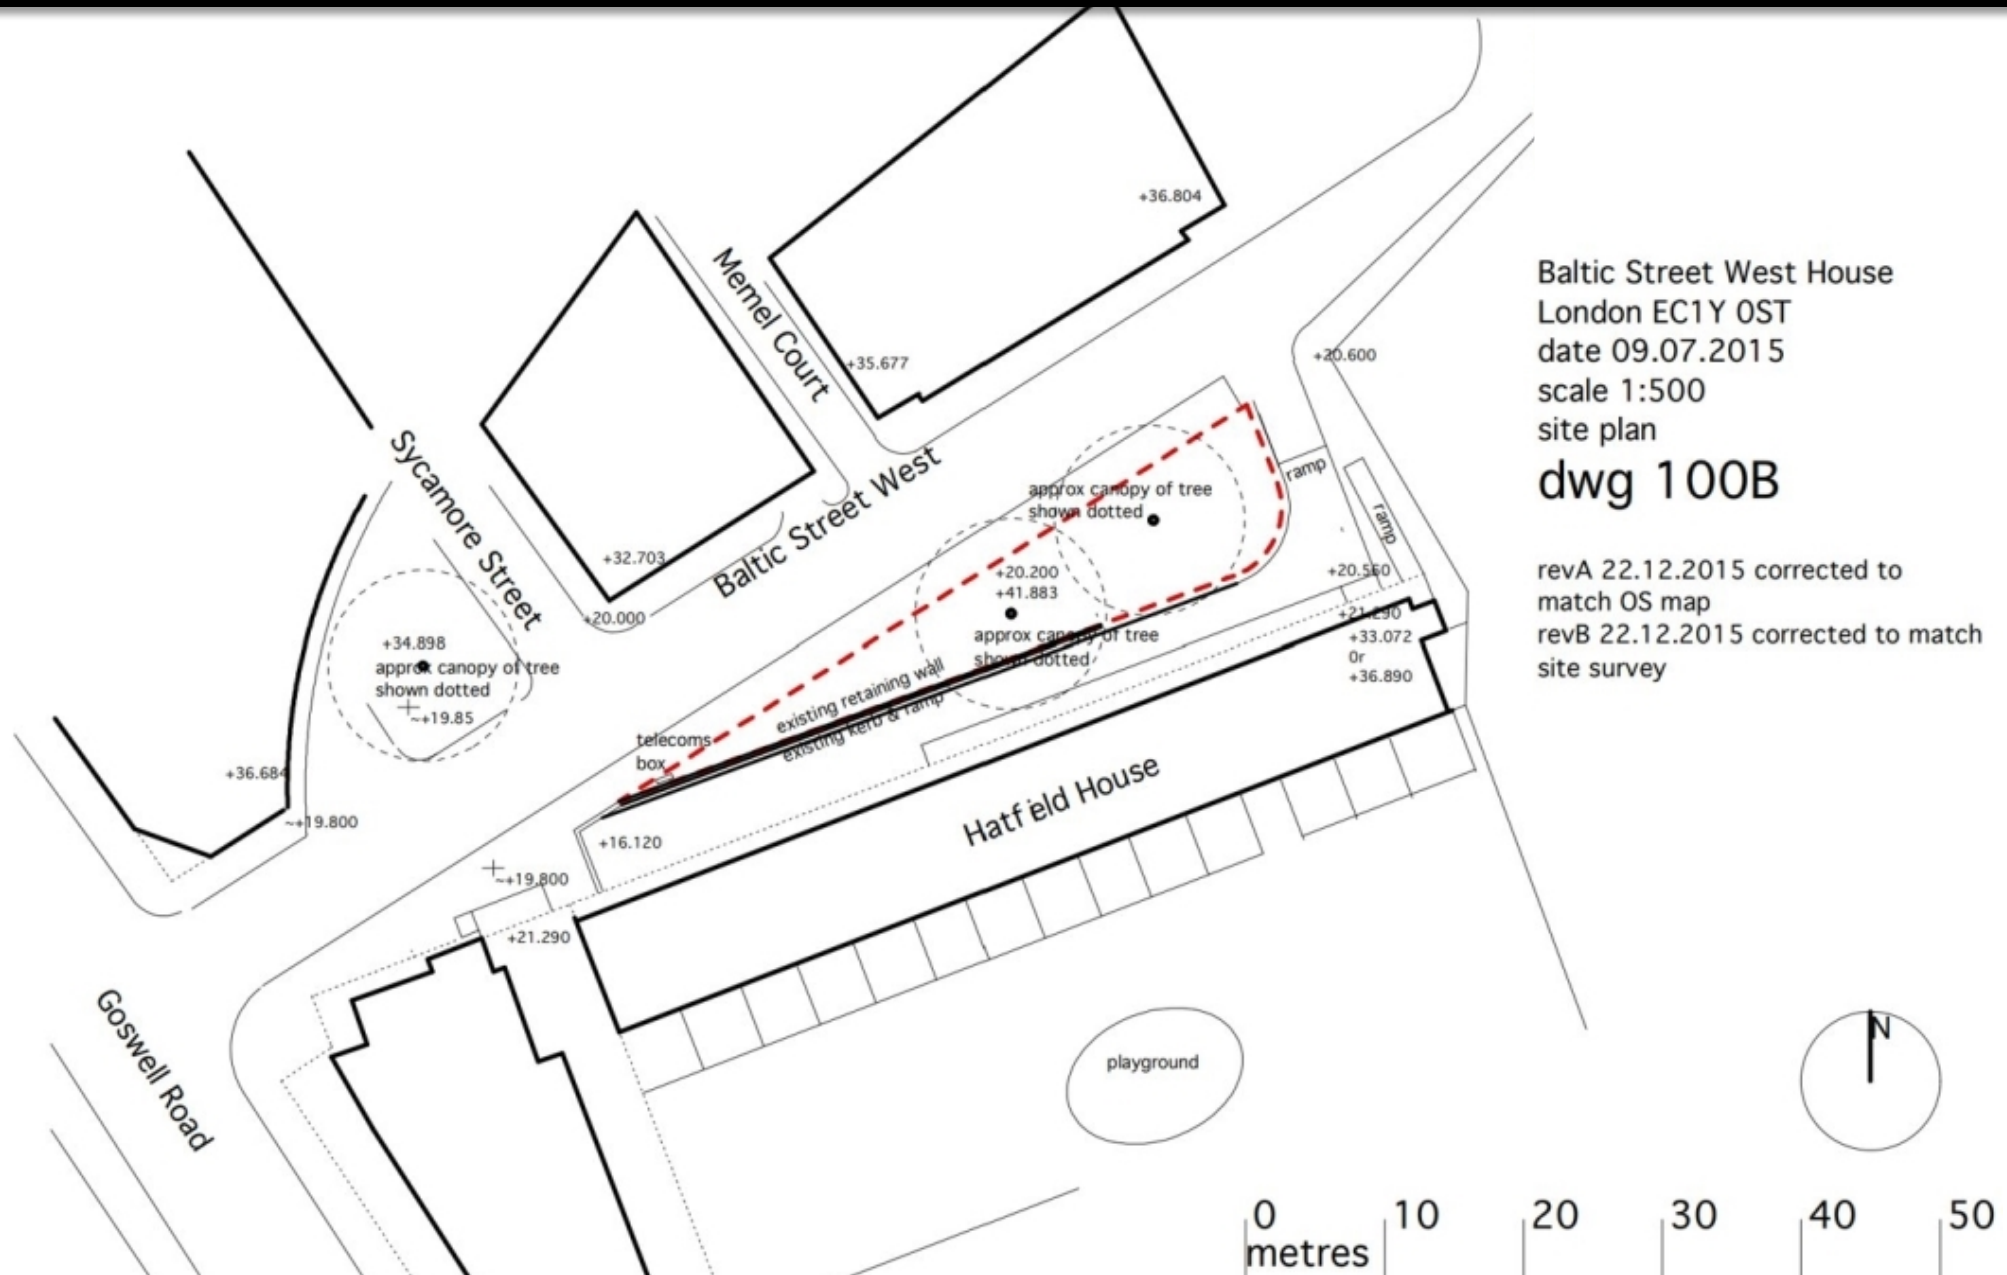 +36.804
Memel Court
+35.677
Baltic Street West House
London EC1Y 0ST
date 09.07.2015
scale 1:500
site plan
dwg 100B
revA 22.12.2015 corrected to
match OS map
revB 22.12.2015 corrected to match
site survey
+20.600
Sycamore Street
Baltic Street West
+32.703
+20.000
approx canopy of tree
shown dotted
ramp
ramp
+20.200
+41.883
approx canopy of tree
shown dotted
+20.560
+21.290
+33.072
0r
+36.890
+34.898
approx canopy of tree
shown dotted
~+19.85
existing retaining wall
existing kerb & ramp
telecoms
box
+36.684
~+19.800
+16.120
Hatfield House
~+19.800
+21.290
Goswell Road
playground
N
0 10 20 30 40 50
metres